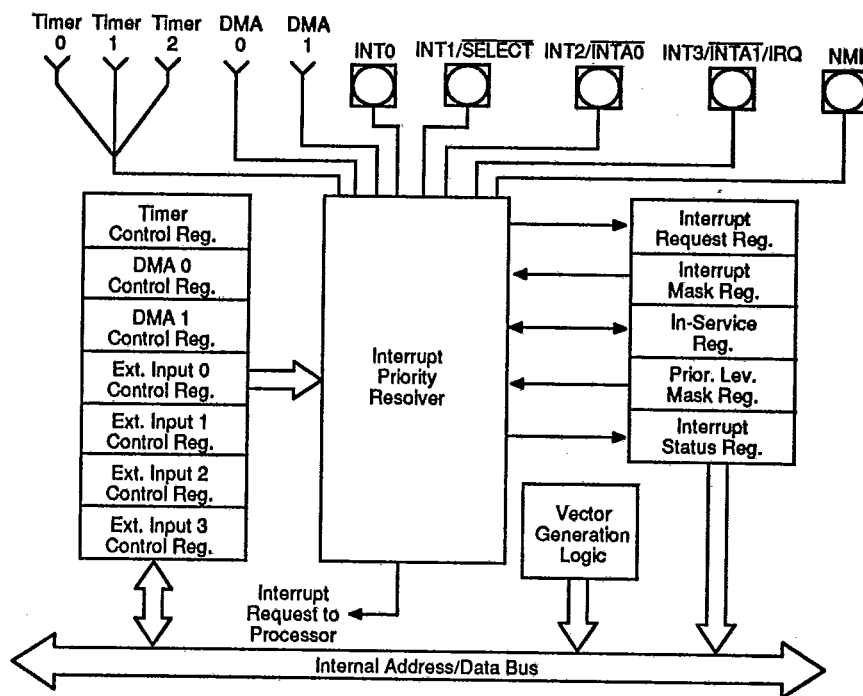 Timer 0
Timer 1
Timer 2
DMA 0
DMA 1
INT0
INT1/SELECT
INT2/INTA0
INT3/INTA1/IRQ
NMI
Timer
Control Reg.
DMA 0
Control Reg.
DMA 1
Control Reg.
Ext. Input 0
Control Reg.
Ext. Input 1
Control Reg.
Ext. Input 2
Control Reg.
Ext. Input 3
Control Reg.
Interrupt
Priority
Resolver
Interrupt
Request Reg.
Interrupt
Mask Reg.
In-Service
Reg.
Prior. Lev.
Mask Reg.
Interrupt
Status Reg.
Vector
Generation
Logic
Interrupt
Request to
Processor
Internal Address/Data Bus